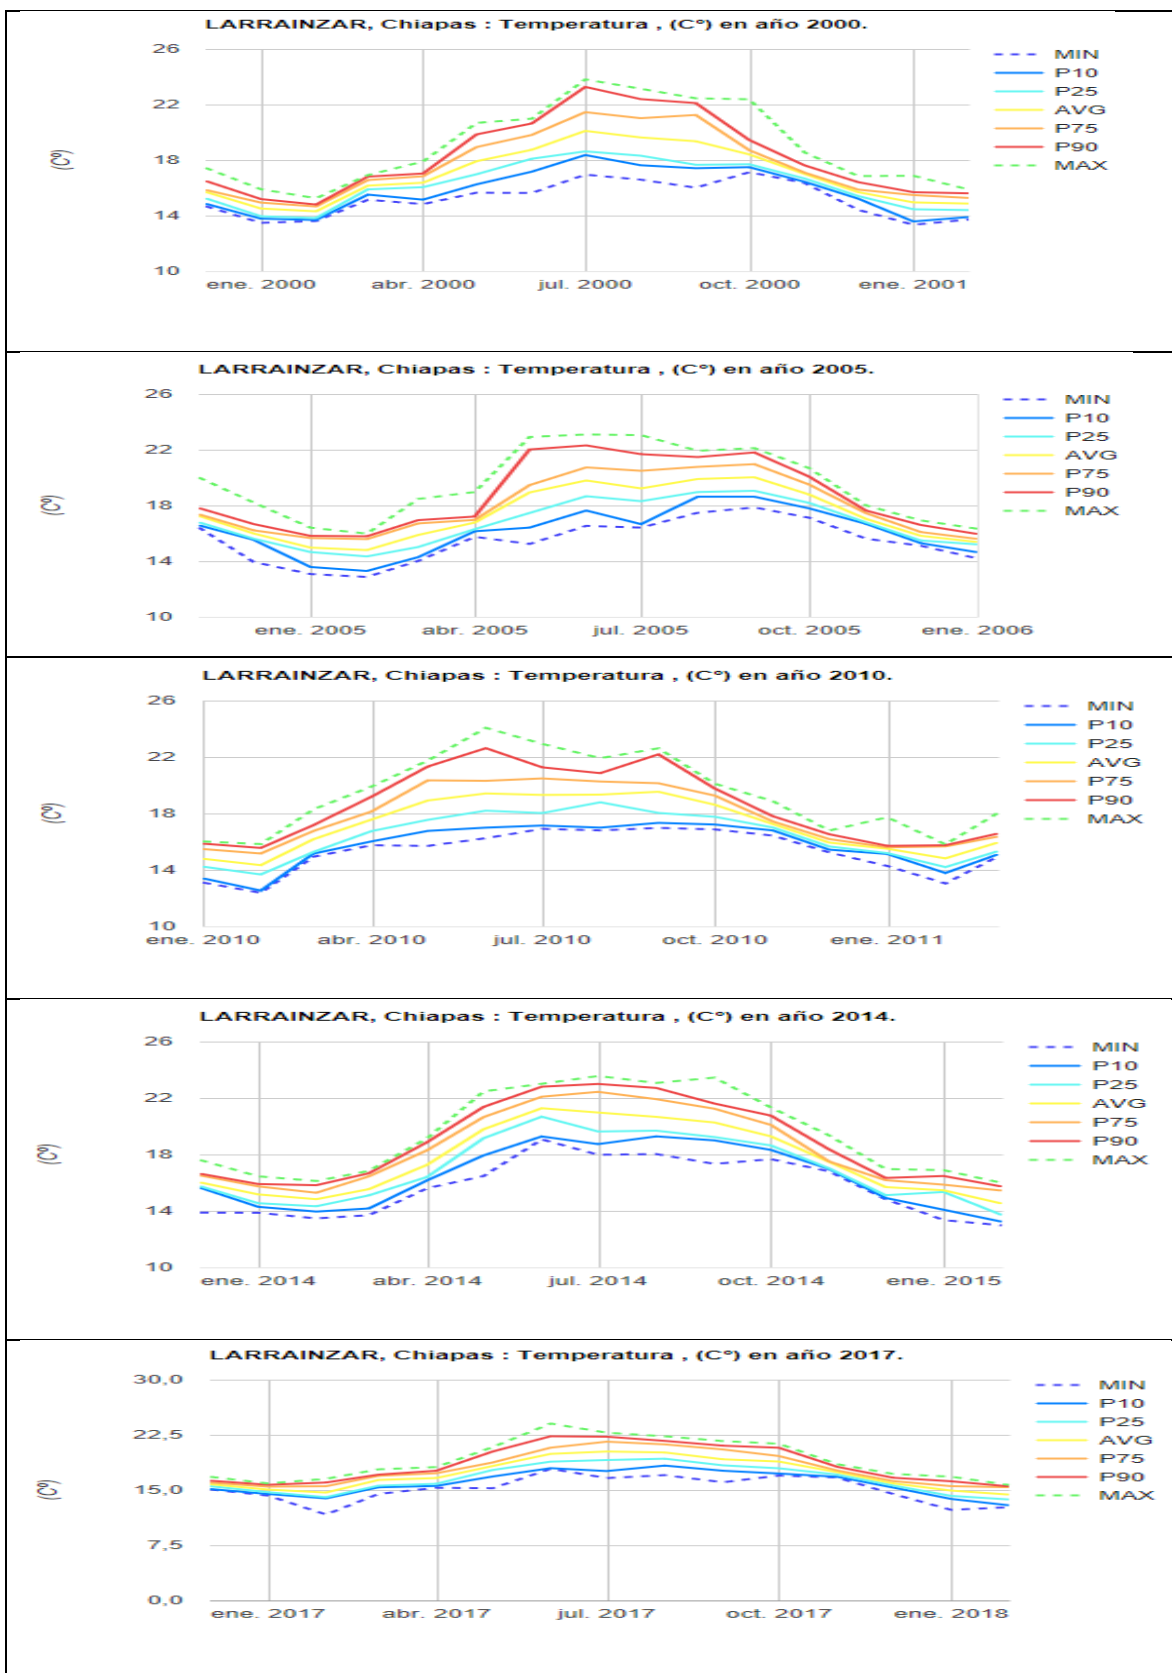 LARRAINZAR, Chiapas : Temperatura , (C°) en año 2000.
26
22
18
14
10
(C°)
ene. 2000
abr. 2000
jul. 2000
oct. 2000
ene. 2001
MIN
P10
P25
AVG
P75
P90
MAX
LARRAINZAR, Chiapas : Temperatura , (C°) en año 2005.
26
22
18
14
10
(C°)
ene. 2005
abr. 2005
jul. 2005
oct. 2005
ene. 2006
MIN
P10
P25
AVG
P75
P90
MAX
LARRAINZAR, Chiapas : Temperatura , (C°) en año 2010.
26
22
18
14
10
(C°)
ene. 2010
abr. 2010
jul. 2010
oct. 2010
ene. 2011
MIN
P10
P25
AVG
P75
P90
MAX
LARRAINZAR, Chiapas : Temperatura , (C°) en año 2014.
26
22
18
14
10
(C°)
ene. 2014
abr. 2014
jul. 2014
oct. 2014
ene. 2015
MIN
P10
P25
AVG
P75
P90
MAX
LARRAINZAR, Chiapas : Temperatura , (C°) en año 2017.
30,0
22,5
15,0
7,5
0,0
(C°)
ene. 2017
abr. 2017
jul. 2017
oct. 2017
ene. 2018
MIN
P10
P25
AVG
P75
P90
MAX